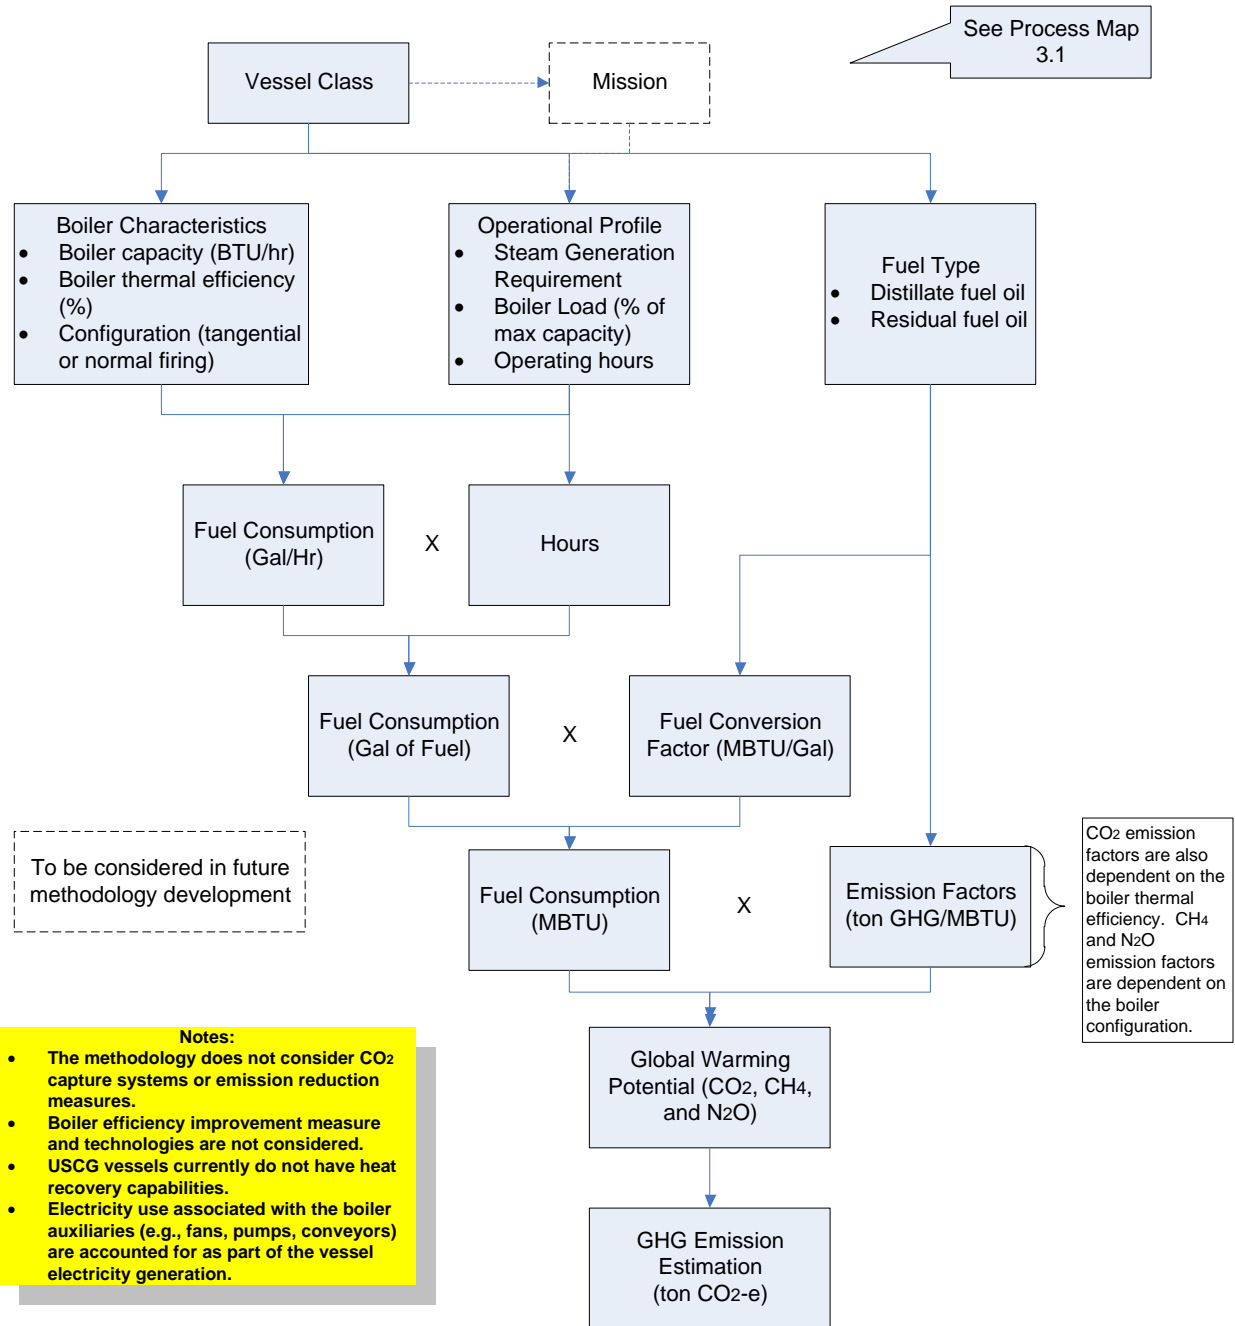 See Process Map
3.1
Vessel Class
Mission
Boiler Characteristics
• Boiler capacity (BTU/hr)
• Boiler thermal efficiency
(%)
• Configuration (tangential
or normal firing)
Operational Profile
• Steam Generation
Requirement
• Boiler Load (% of
max capacity)
• Operating hours
Fuel Type
• Distillate fuel oil
• Residual fuel oil
Fuel Consumption
(Gal/Hr)
X
Hours
Fuel Consumption
(Gal of Fuel)
X
Fuel Conversion
Factor (MBTU/Gal)
To be considered in future
methodology development
Fuel Consumption
(MBTU)
X
Emission Factors
(ton GHG/MBTU)
CO2 emission
factors are also
dependent on the
boiler thermal
efficiency. CH4
and N2O
emission factors
are dependent on
the boiler
configuration.
Notes:
• The methodology does not consider CO2
capture systems or emission reduction
measures.
• Boiler efficiency improvement measure
and technologies are not considered.
• USCG vessels currently do not have heat
recovery capabilities.
• Electricity use associated with the boiler
auxiliaries (e.g., fans, pumps, conveyors)
are accounted for as part of the vessel
electricity generation.
Global Warming
Potential (CO2, CH4,
and N2O)
GHG Emission
Estimation
(ton CO2-e)